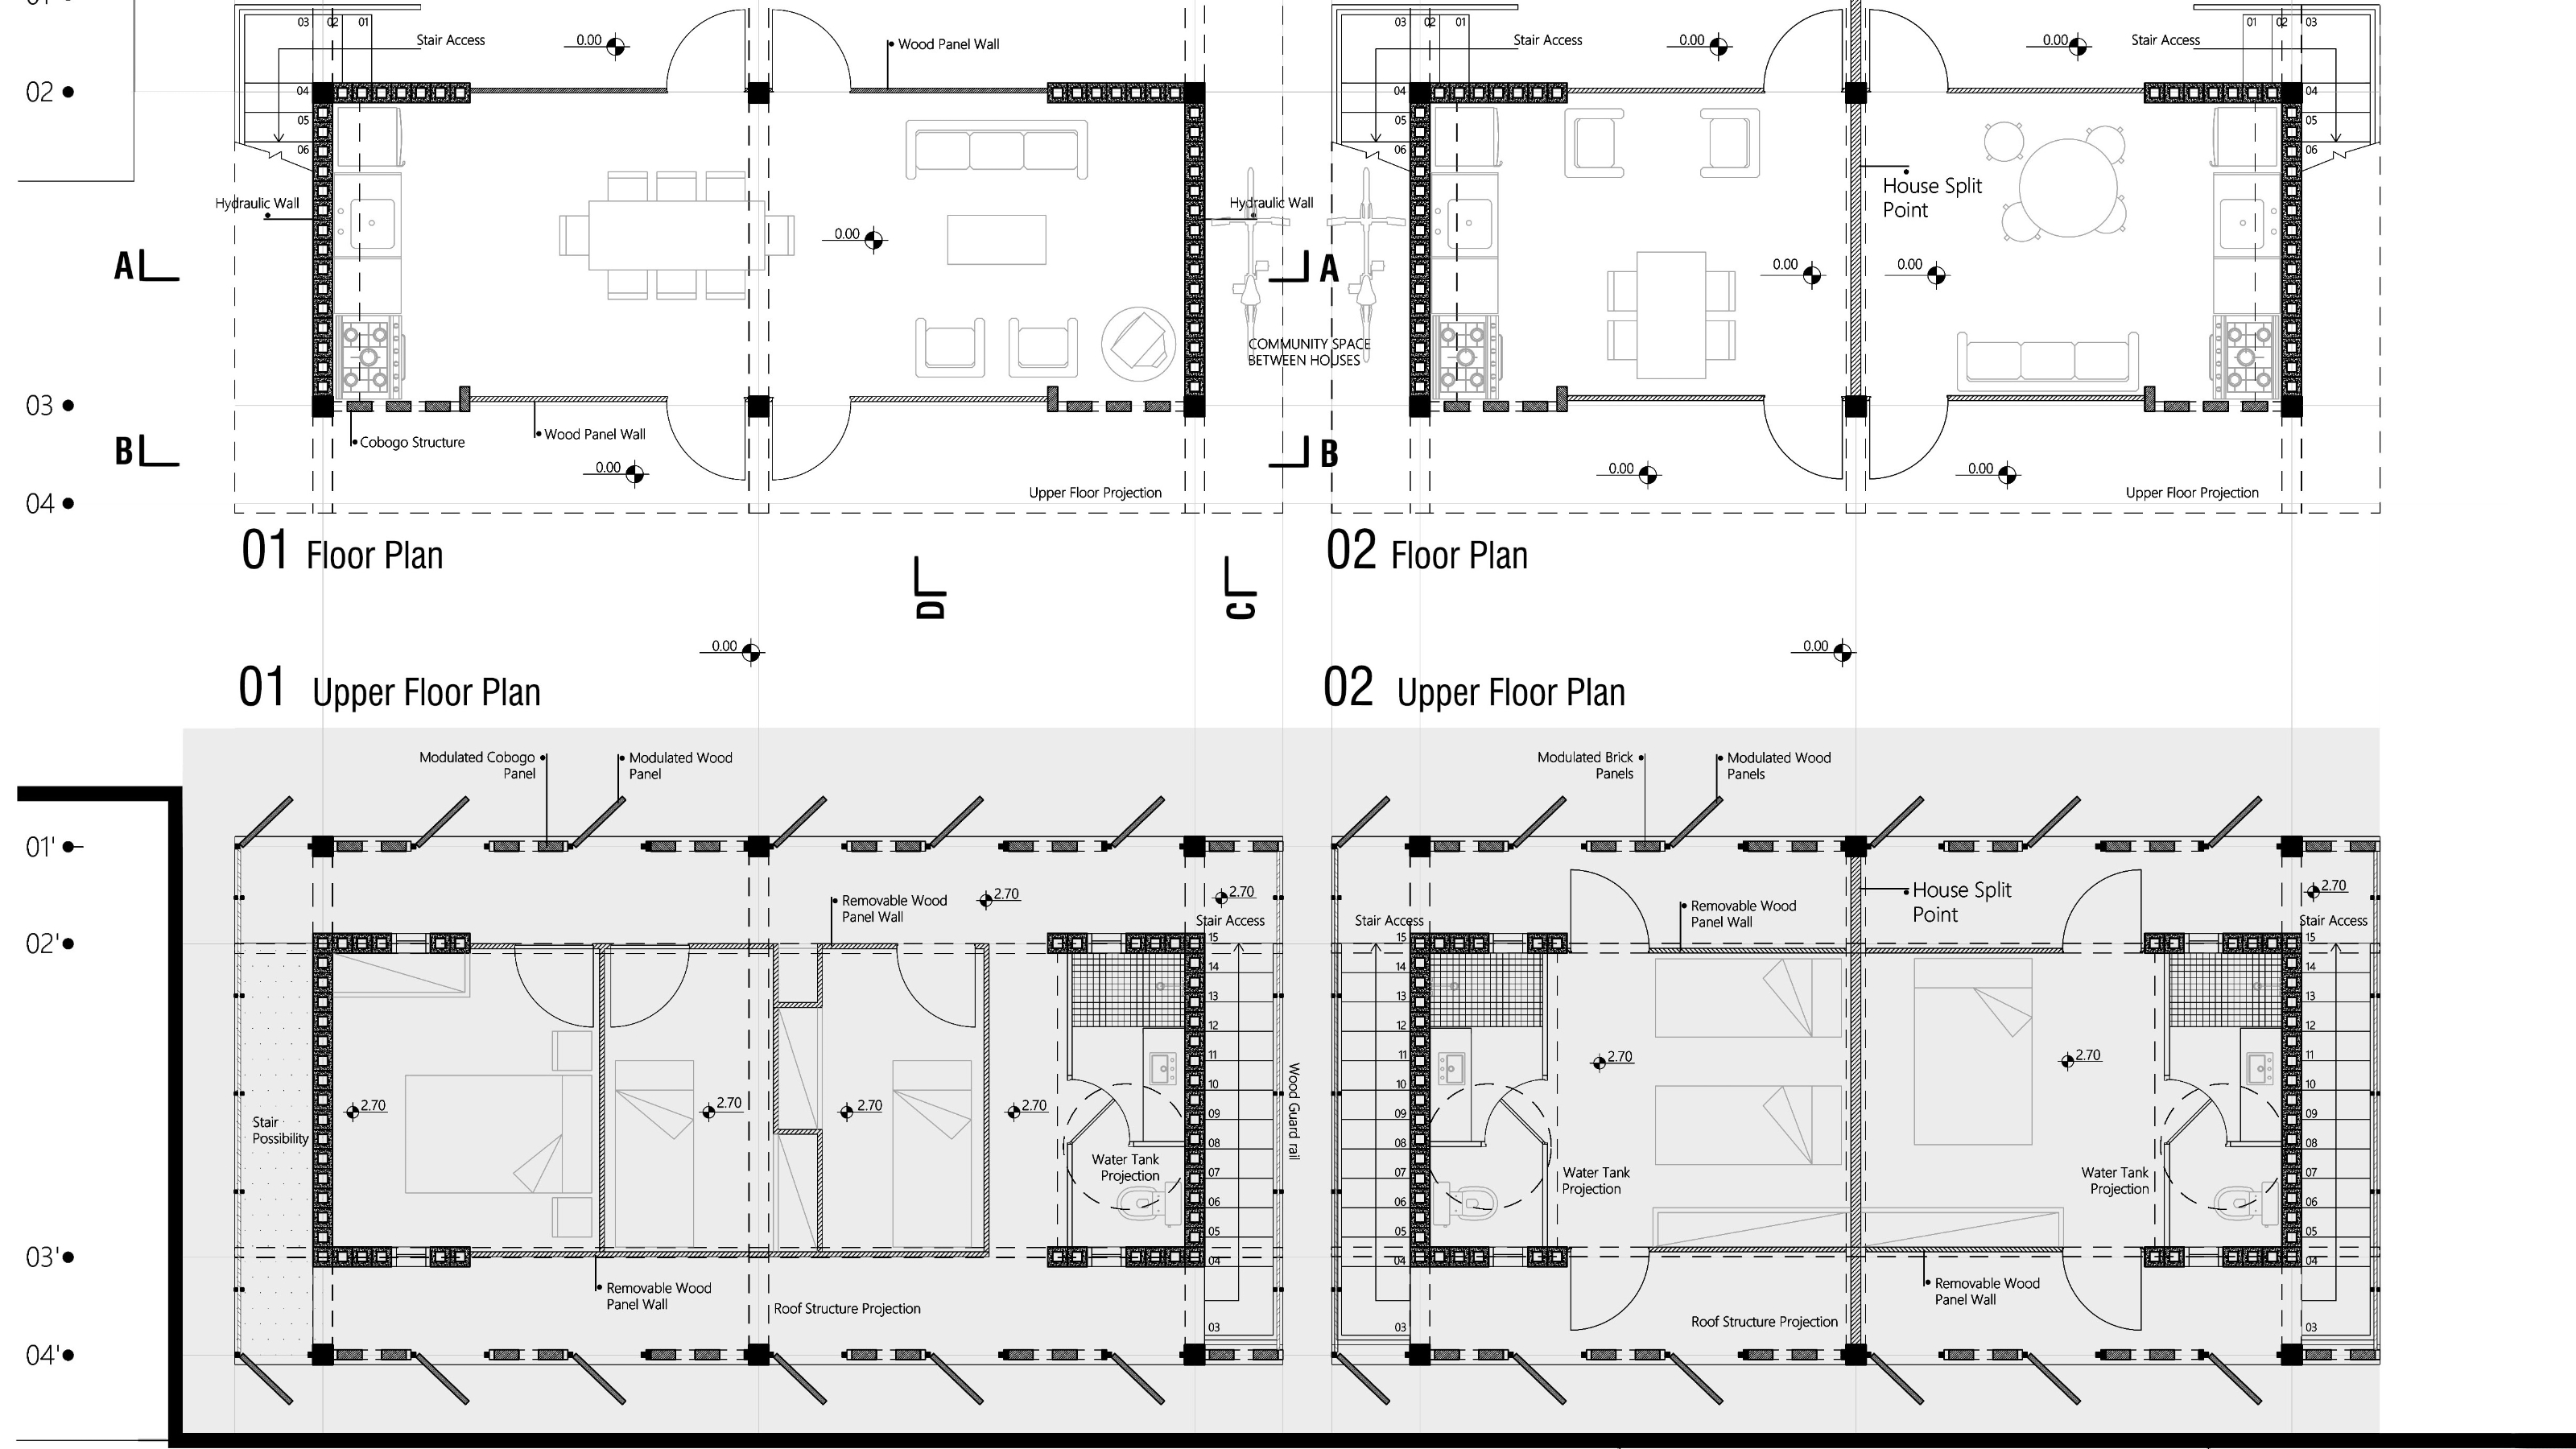 03 02 01
Stair Access
0.00
Wood Panel Wall
03 02 01
Stair Access
0.00
0.00
Stair Access
01 02 03
02
04
04
04
05
05
05
06
06
06
House Split
Point
Hydraulic Wall
Hydraulic Wall
0.00
A
A
0.00
0.00
COMMUNITY SPACE
BETWEEN HOUSES
03
Cobogo Structure
Wood Panel Wall
B
B
0.00
0.00
0.00
Upper Floor Projection
Upper Floor Projection
04
01 Floor Plan
02 Floor Plan
D
C
0.00
0.00
01 Upper Floor Plan
02 Upper Floor Plan
Modulated Cobogo
Panel
Modulated Wood
Panel
Modulated Brick
Panels
Modulated Wood
Panels
01'
Removable Wood
Panel Wall
2.70
2.70
Stair Access
Stair Access
Removable Wood
Panel Wall
House Split
Point
2.70
Stair Access
02'
15
14
13
12
11
10
09
08
07
06
05
04
03
15
14
13
12
11
10
09
08
07
06
05
04
03
15
14
13
12
11
10
09
08
07
06
05
04
03
2.70
2.70
2.70
2.70
2.70
2.70
Stair
Possibility
Wood Guard rail
Water Tank
Projection
Water Tank
Projection
Water Tank
Projection
03'
Removable Wood
Panel Wall
Roof Structure Projection
Roof Structure Projection
Removable Wood
Panel Wall
04'